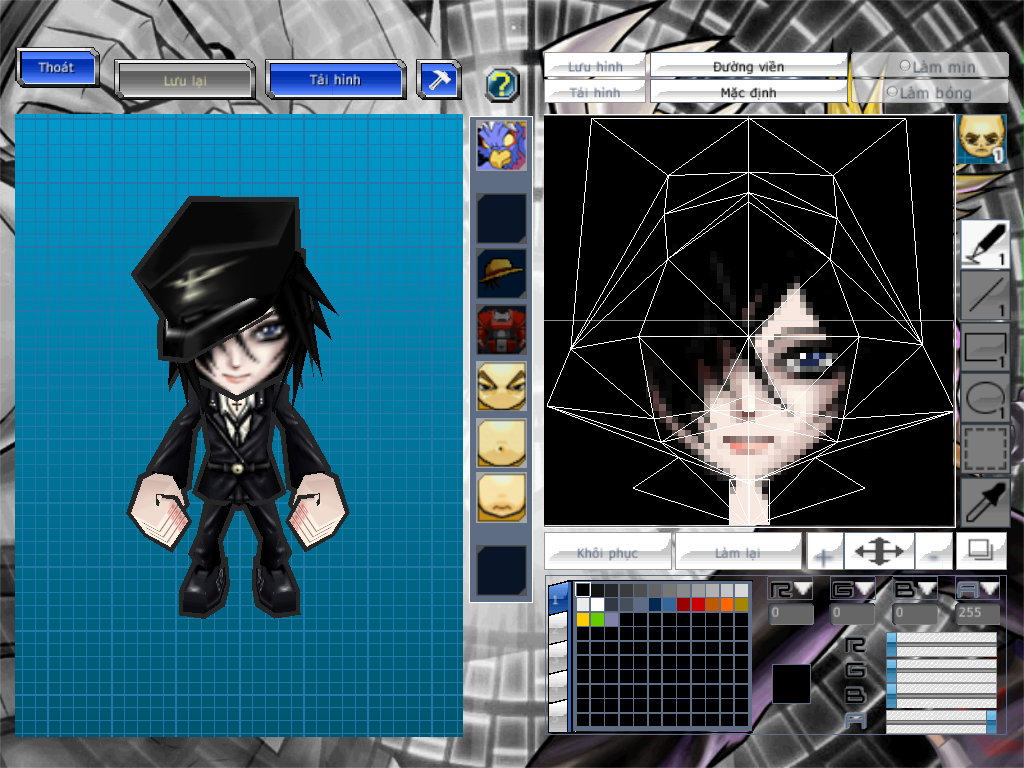 Thoát
Lưu lại
Tải hình
?
Lưu hình
Đường viền
Làm mịn
Tải hình
Mặc định
Làm bóng
1
1
1
1
1
Khôi phục
Làm lại
+
-
1
R
G
B
A
0
0
0
255
R
G
B
A